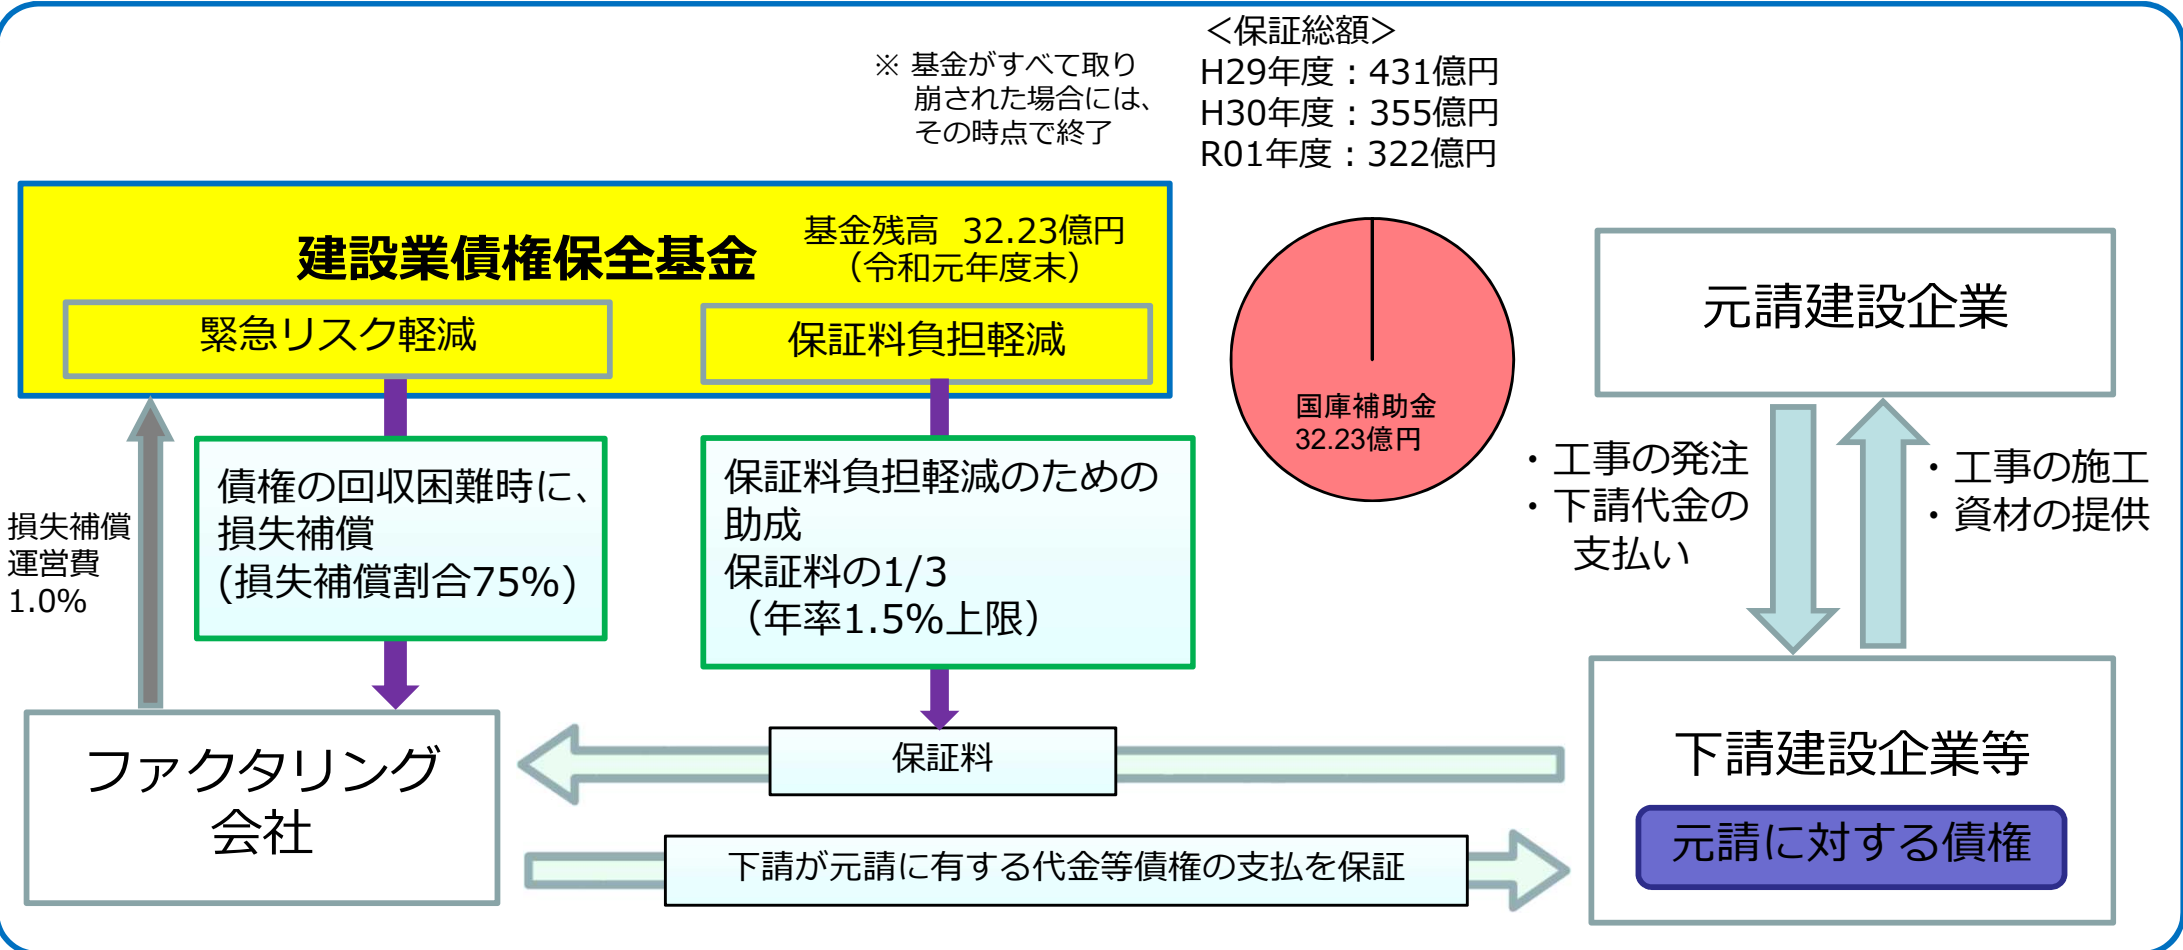 ※ 基金がすべて取り
崩された場合には、
その時点で終了
＜保証総額＞
H29年度：431億円
H30年度：355億円
R01年度：322億円
建設業債権保全基金
基金残高 32.23億円
（令和元年度末）
緊急リスク軽減
保証料負担軽減
国庫補助金
32.23億円
元請建設企業
損失補償
運営費
1.0%
債権の回収困難時に、
損失補償
(損失補償割合75%)
保証料負担軽減のための
助成
保証料の1/3
（年率1.5%上限）
・工事の発注
・下請代金の
支払い
・工事の施工
・資材の提供
ファクタリング
会社
保証料
下請が元請に有する代金等債権の支払を保証
下請建設企業等
元請に対する債権